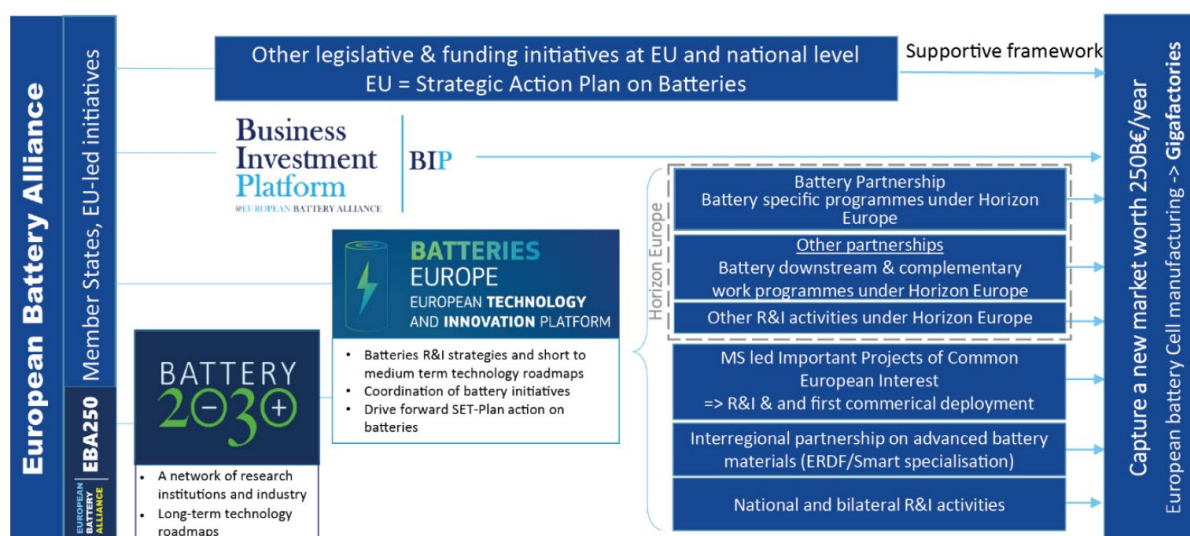 European Battery Alliance
Member States, EU-led initiatives
EBA250
EUROPEAN
BATTERY
ALLIANCE
Other legislative & funding initiatives at EU and national level
EU = Strategic Action Plan on Batteries
Supportive framework
Business
Investment
Platform
@EUROPEAN BATTERY ALLIANCE
BIP
BATTERIES
EUROPE
EUROPEAN TECHNOLOGY
AND INNOVATION PLATFORM
• Batteries R&I strategies and short to
medium term technology roadmaps
• Coordination of battery initiatives
• Drive forward SET-Plan action on
batteries
BATTERY
2030+
• A network of research
institutions and industry
• Long-term technology
roadmaps
Horizon Europe
Battery Partnership
Battery specific programmes under Horizon
Europe
Other partnerships
Battery downstream & complementary
work programmes under Horizon Europe
Other R&I activities under Horizon Europe
MS led Important Projects of Common
European Interest
=> R&I & and first commerical deployment
Interregional partnership on advanced battery
materials (ERDF/Smart specialisation)
National and bilateral R&I activities
Capture a new market worth 250B€/year
European battery Cell manufacturing -> Gigafactories